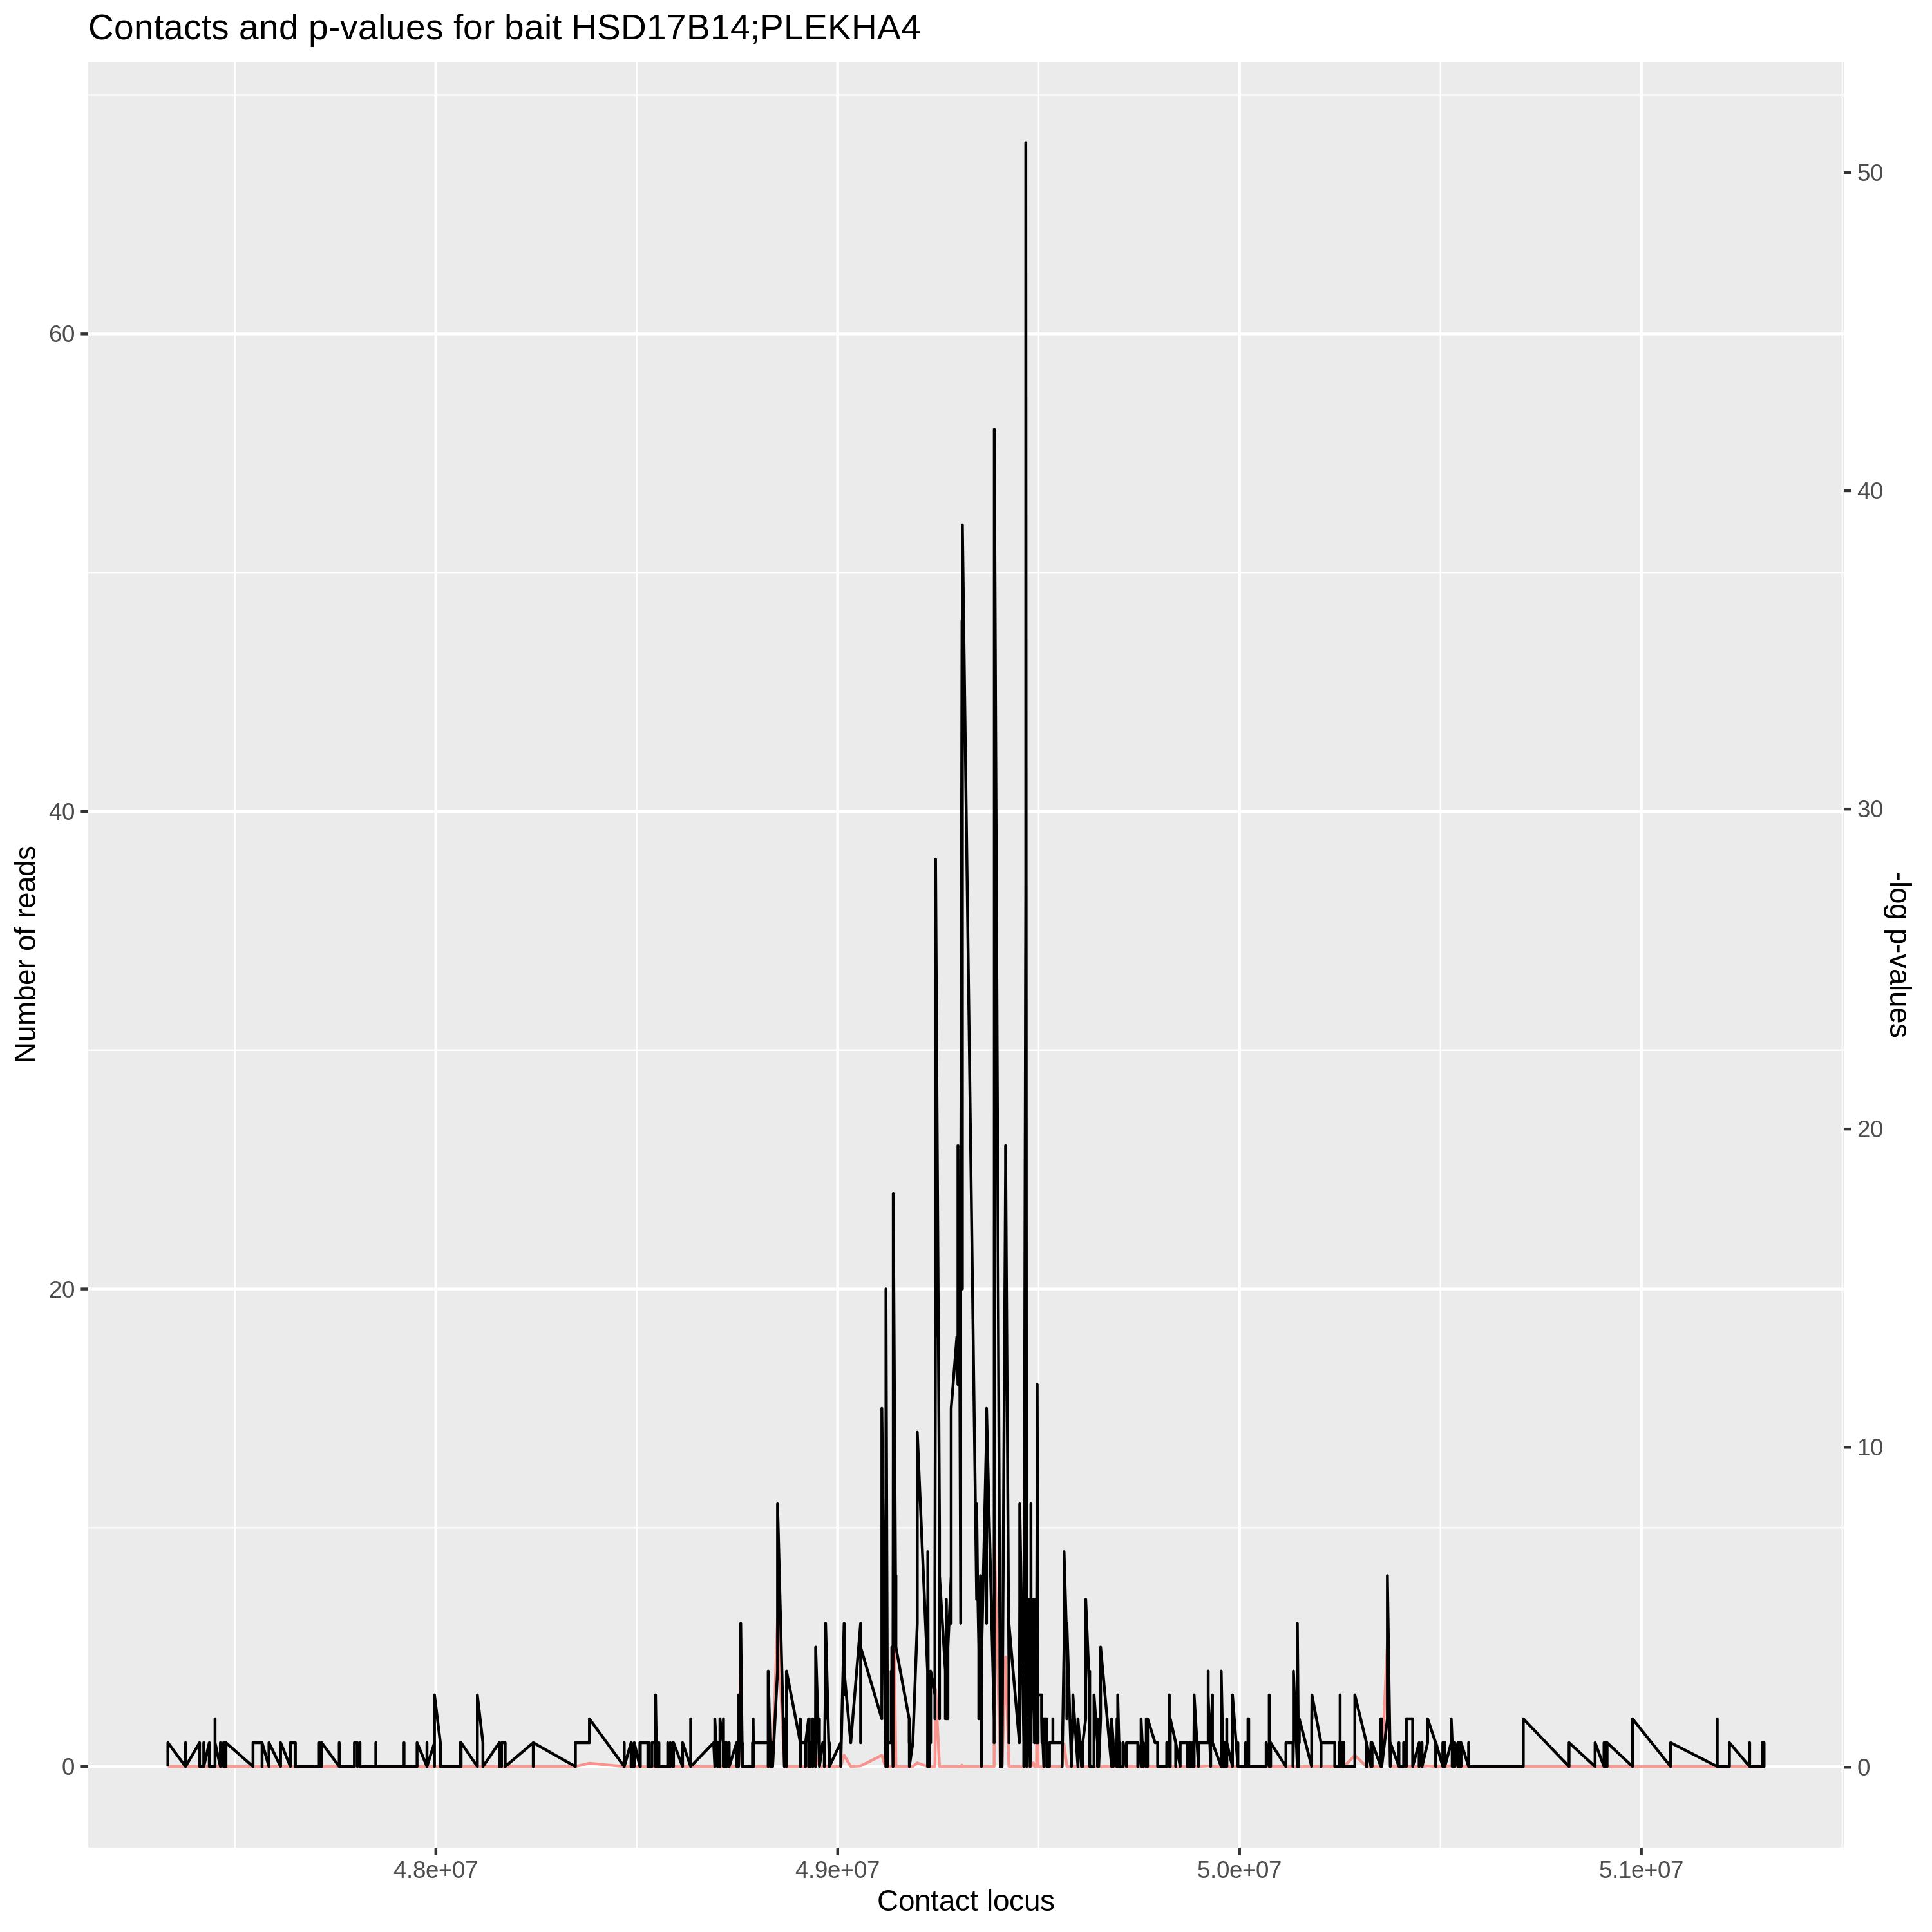 Contacts and p-values for bait HSD17B14;PLEKHA4
Number of reads
60
40
20
0
50
40
30
20
10
0
-log p-values
4.8e+07 4.9e+07 5.0e+07 5.1e+07
Contact locus